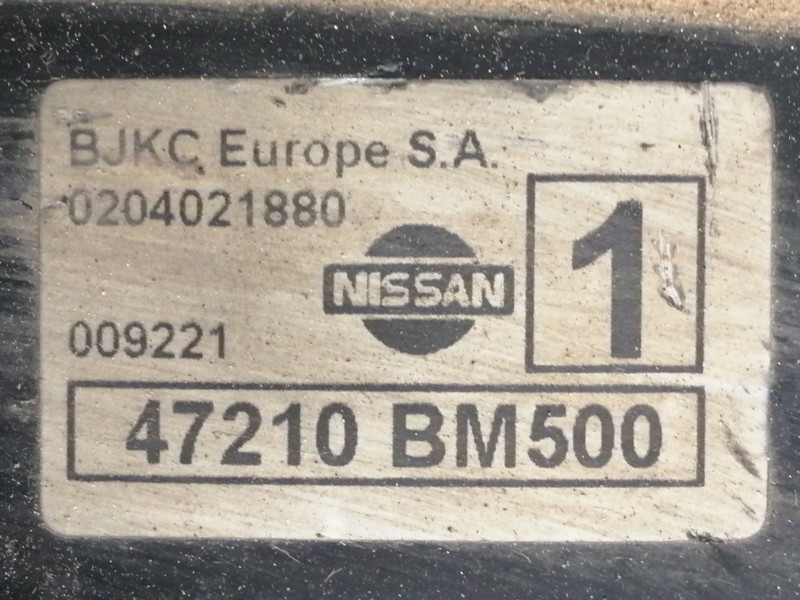 BJKC Europe S.A.
0204021880
1
NISSAN
009221
47210 BM500